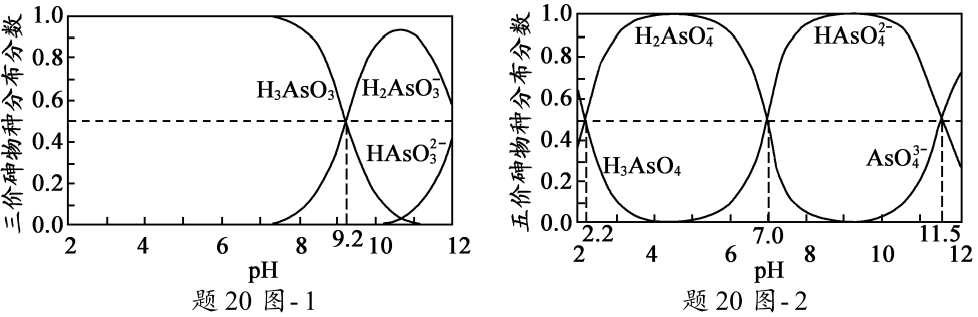 三价砷物种分布分数
1.0
0.8
0.6
0.4
0.2
0.0
H₃AsO₃
H₂AsO₃⁻
HAsO₃²⁻
2 4 6 8 9.2 10 12
pH
题20图-1
五价砷物种分布分数
1.0
0.8
0.6
0.4
0.2
0.0
H₂AsO₄⁻
HAsO₄²⁻
H₃AsO₄
AsO₄³⁻
2.2 7.0 11.5
2 4 6 8 10 12
pH
题20图-2